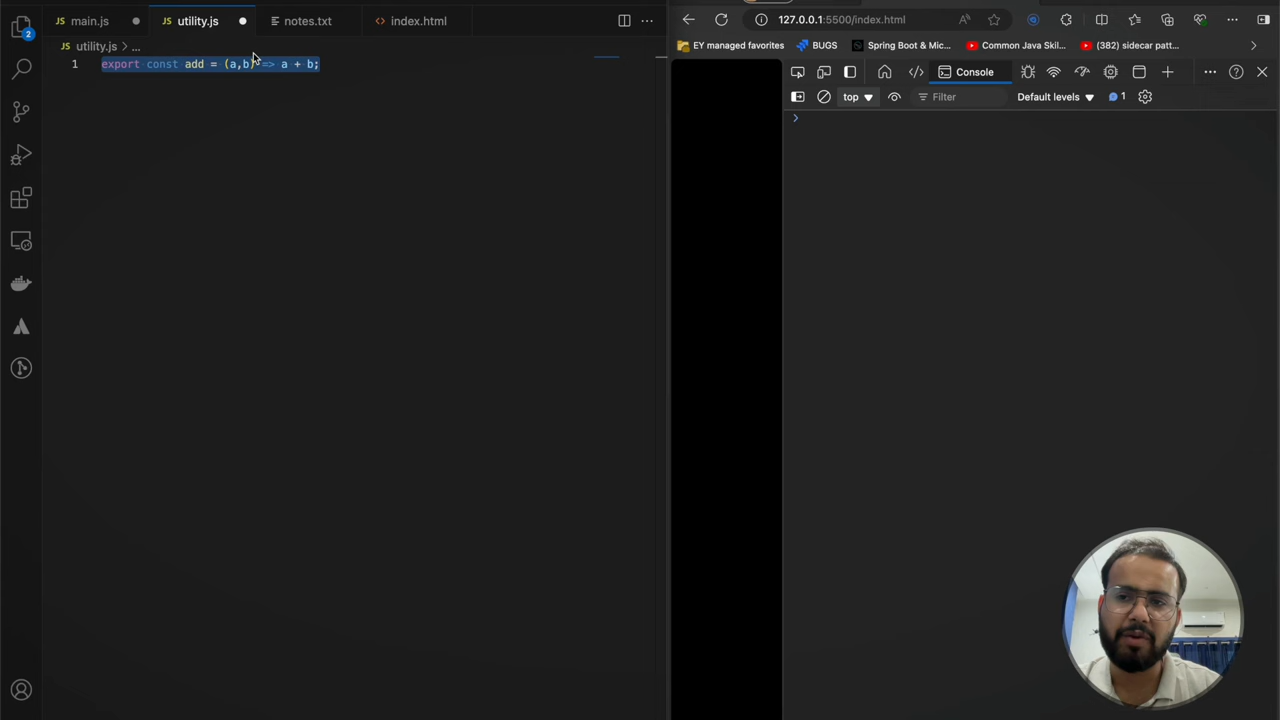 main.js
utility.js
notes.txt
index.html
utility.js > ...
1 export const add = (a,b) => a + b;
2
127.0.0.1:5500/index.html
EY managed favorites
BUGS
Spring Boot & Mic...
Common Java Skil...
(382) sidecar patt...
Console
top
Filter
Default levels
1